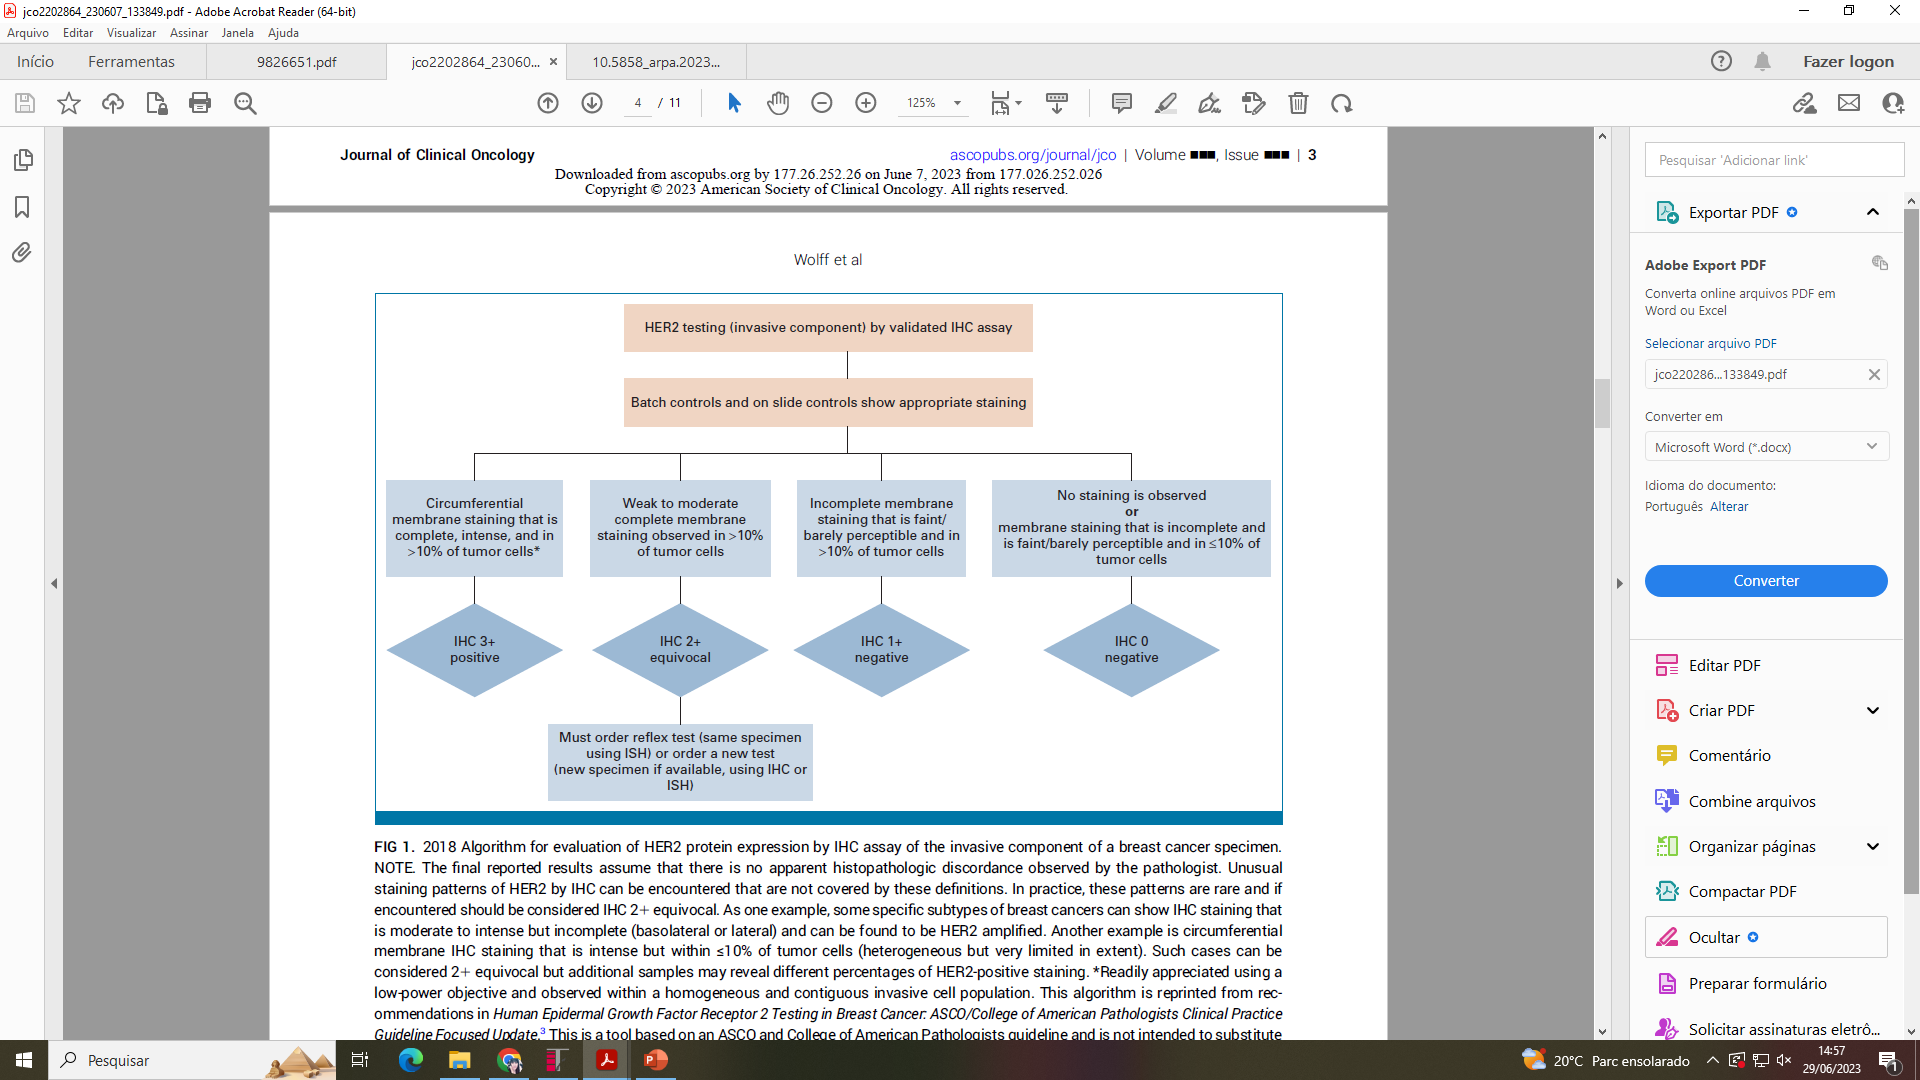 jco2202864_230607_133849.pdf - Adobe Acrobat Reader (64-bit)
Arquivo Editar Visualizar Assinar Janela Ajuda
Início Ferramentas 9826651.pdf jco2202864_23060... × 10.5858_arpa.2023... Fazer logon
4 / 11 125%
Journal of Clinical Oncology
ascopubs.org/journal/jco | Volume ■■■, Issue ■■■ | 3
Downloaded from ascopubs.org by 177.26.252.26 on June 7, 2023 from 177.026.252.026
Copyright © 2023 American Society of Clinical Oncology. All rights reserved.
Wolff et al
HER2 testing (invasive component) by validated IHC assay
Batch controls and on slide controls show appropriate staining
Circumferential
membrane staining that is
complete, intense, and in
>10% of tumor cells*
Weak to moderate
complete membrane
staining observed in >10%
of tumor cells
Incomplete membrane
staining that is faint/
barely perceptible and in
>10% of tumor cells
No staining is observed
or
membrane staining that is incomplete and
is faint/barely perceptible and in ≤10% of
tumor cells
IHC 3+
positive
IHC 2+
equivocal
IHC 1+
negative
IHC 0
negative
Must order reflex test (same specimen
using ISH) or order a new test
(new specimen if available, using IHC or
ISH)
FIG 1. 2018 Algorithm for evaluation of HER2 protein expression by IHC assay of the invasive component of a breast cancer specimen.
NOTE. The final reported results assume that there is no apparent histopathologic discordance observed by the pathologist. Unusual
staining patterns of HER2 by IHC can be encountered that are not covered by these definitions. In practice, these patterns are rare and if
encountered should be considered IHC 2+ equivocal. As one example, some specific subtypes of breast cancers can show IHC staining that
is moderate to intense but incomplete (basolateral or lateral) and can be found to be HER2 amplified. Another example is circumferential
membrane IHC staining that is intense but within ≤10% of tumor cells (heterogeneous but very limited in extent). Such cases can be
considered 2+ equivocal but additional samples may reveal different percentages of HER2-positive staining. *Readily appreciated using a
low-power objective and observed within a homogeneous and contiguous invasive cell population. This algorithm is reprinted from rec-
ommendations in Human Epidermal Growth Factor Receptor 2 Testing in Breast Cancer: ASCO/College of American Pathologists Clinical Practice
Guideline Focused Update.3 This is a tool based on an ASCO and College of American Pathologists guideline and is not intended to substitute
Pesquisar 'Adicionar link'
Exportar PDF
Adobe Export PDF
Converta online arquivos PDF em
Word ou Excel
Selecionar arquivo PDF
jco220286...133849.pdf
Converter em
Microsoft Word (*.docx)
Idioma do documento:
Português Alterar
Converter
Editar PDF
Criar PDF
Comentário
Combine arquivos
Organizar páginas
Compactar PDF
Ocultar
Preparar formulário
Solicitar assinaturas eletrô...
Pesquisar
20°C Parc ensolarado
14:57
29/06/2023
1